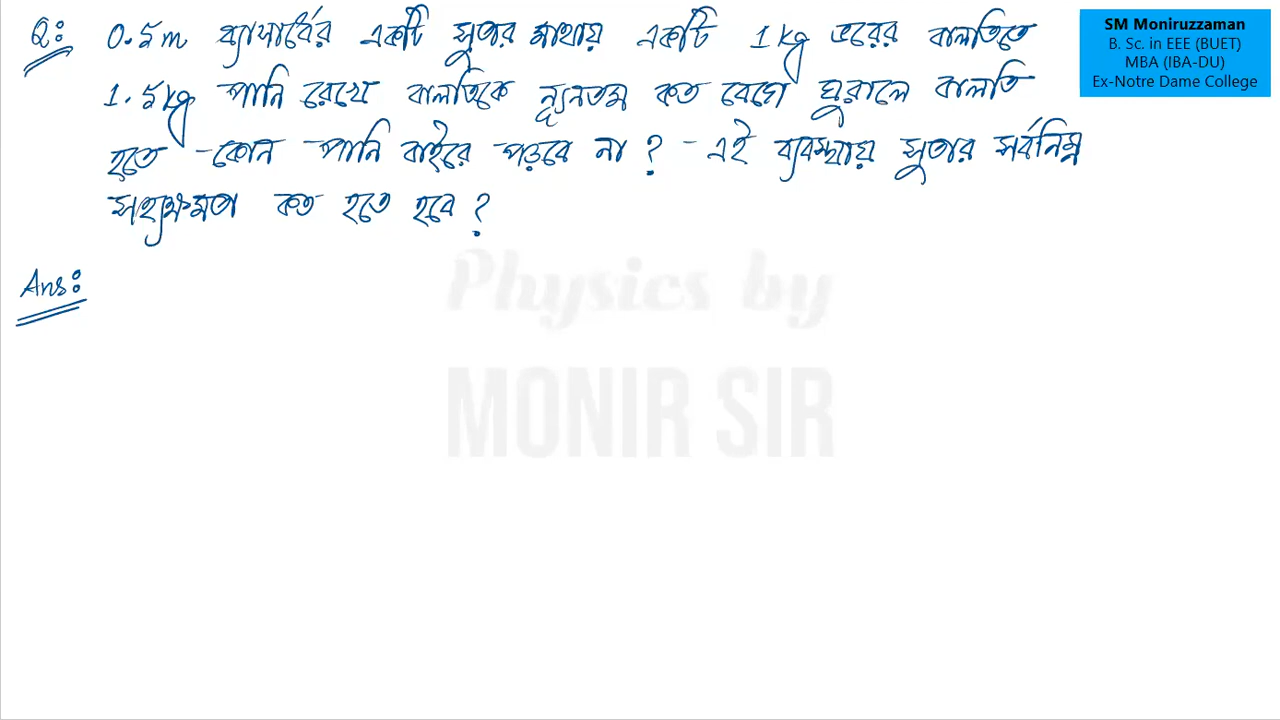 Q: 0.5m ব্যাসার্ধের একটি সুতার মাথায় একটি 1kg ভরের বালতিতে
1.5kg পানি রেখে বালতিকে ন্যূনতম কত বেগে ঘুরালে বালতি
হতে কোন পানি বাইরে পড়বে না? এই ব্যবস্থায় সুতার সর্বনিম্ন
সহ্যক্ষমতা কত হতে হবে?
Ans:
SM Moniruzzaman
B. Sc. in EEE (BUET)
MBA (IBA-DU)
Ex-Notre Dame College
Physics by
MONIR SIR